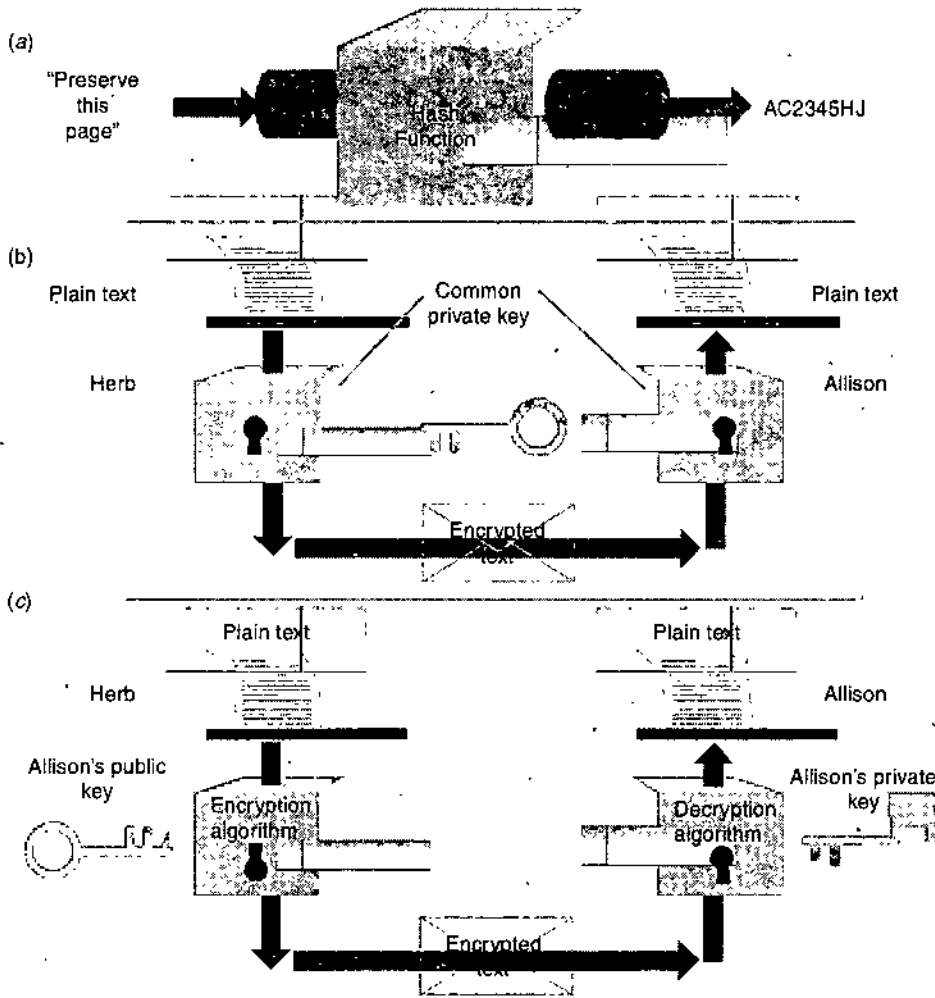 (a)
"Preserve
this
page"
Hash
Function
AC2345HJ
(b)
Plain text
Common
private key
Plain text
Herb
Allison
Encrypted
text
(c)
Plain text
Plain text
Herb
Allison
Allison's public
key
Encryption
algorithm
Decryption
algorithm
Allison's private
key
Encrypted
text